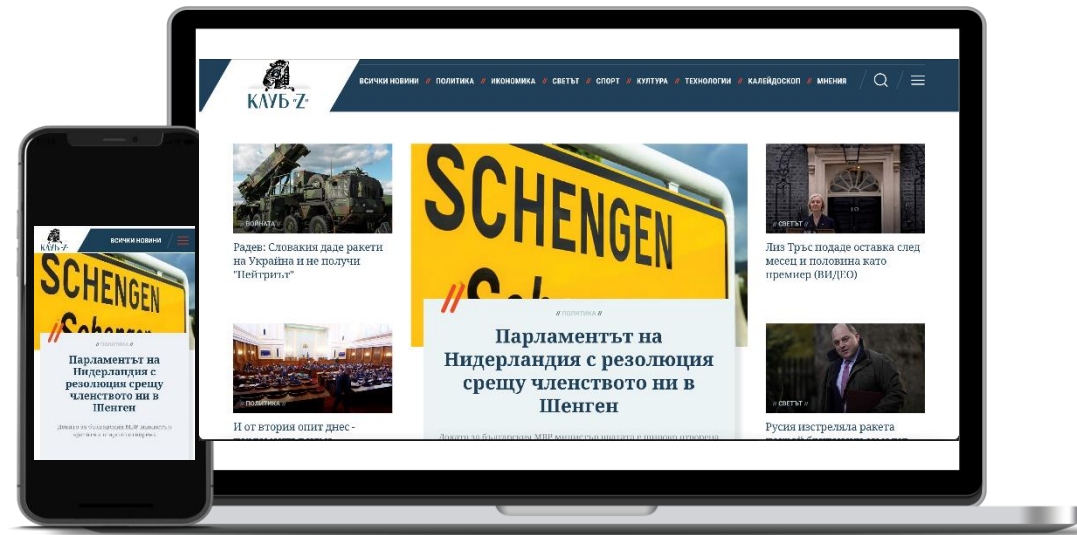 КЛУБ "Z"
ВСИЧКИ НОВИНИ // ПОЛИТИКА // ИКОНОМИКА // СВЕТЪТ // СПОРТ // КУЛТУРА // ТЕХНОЛОГИИ // КАЛЕЙДОСКОП // МНЕНИЯ
// ВОЙНАТА //
Радев: Словакия даде ракети
на Украйна и не получи
"Пейтриът"
// ПОЛИТИКА //
И от втория опит днес -
SCHENGEN
// ПОЛИТИКА //
Парламентът на
Нидерландия с резолюция
срещу членството ни в
Шенген
10
// СВЕТЪТ //
Лиз Тръс подаде оставка след
месец и половина като
премиер (ВИДЕО)
// СВЕТЪТ //
Русия изстреляла ракета
КЛУБ "Z"
ВСИЧКИ НОВИНИ
SCHENGEN
// ПОЛИТИКА //
Парламентът на
Нидерландия с
резолюция срещу
членството ни в
Шенген